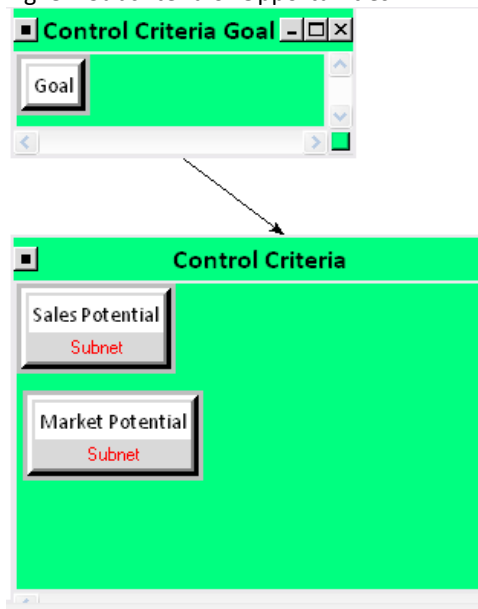 Control Criteria Goal
Goal
Control Criteria
Sales Potential
Subnet
Market Potential
Subnet